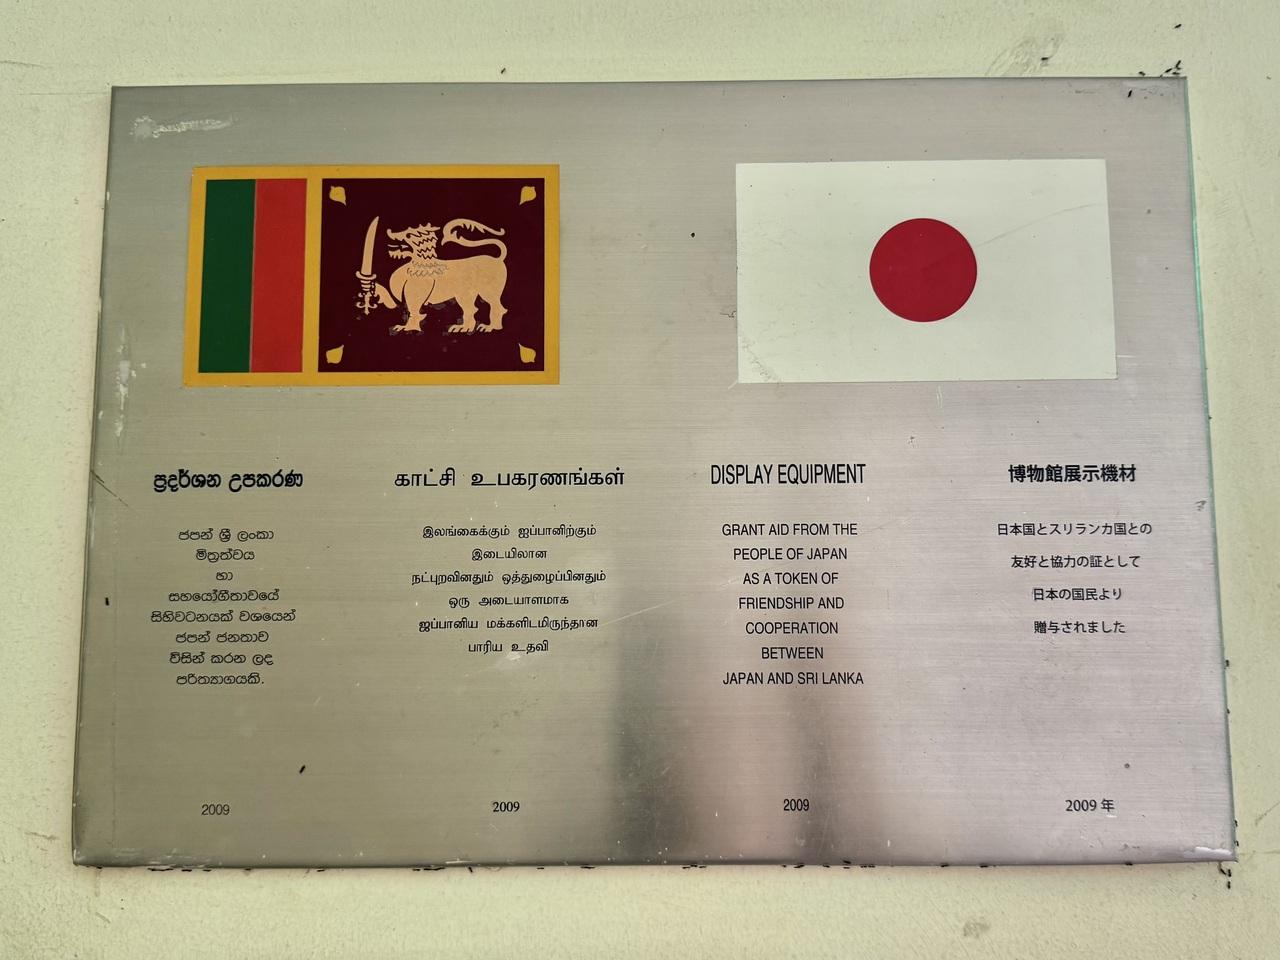 ප්‍රදර්ශන උපකරණ
ජපන් ශ්‍රී ලංකා
මිත්‍රත්වය
හා
සහයෝගීතාවයේ
සිහිවටනයක් වශයෙන්
ජපන් ජනතාව
විසින් කරන ලද
පරිත්‍යාගයකි.
2009
காட்சி உபகரணங்கள்
இலங்கைக்கும் ஐப்பானிற்கும்
இடையிலான
நட்புறவினதும் ஒத்துழைப்பினதும்
ஒரு அடையாளமாக
ஜப்பானிய மக்களிடமிருந்தான
பாரிய உதவி
2009
DISPLAY EQUIPMENT
GRANT AID FROM THE
PEOPLE OF JAPAN
AS A TOKEN OF
FRIENDSHIP AND
COOPERATION
BETWEEN
JAPAN AND SRI LANKA
2009
博物館展示機材
日本国とスリランカ国との
友好と協力の証として
日本の国民より
贈与されました
2009 年